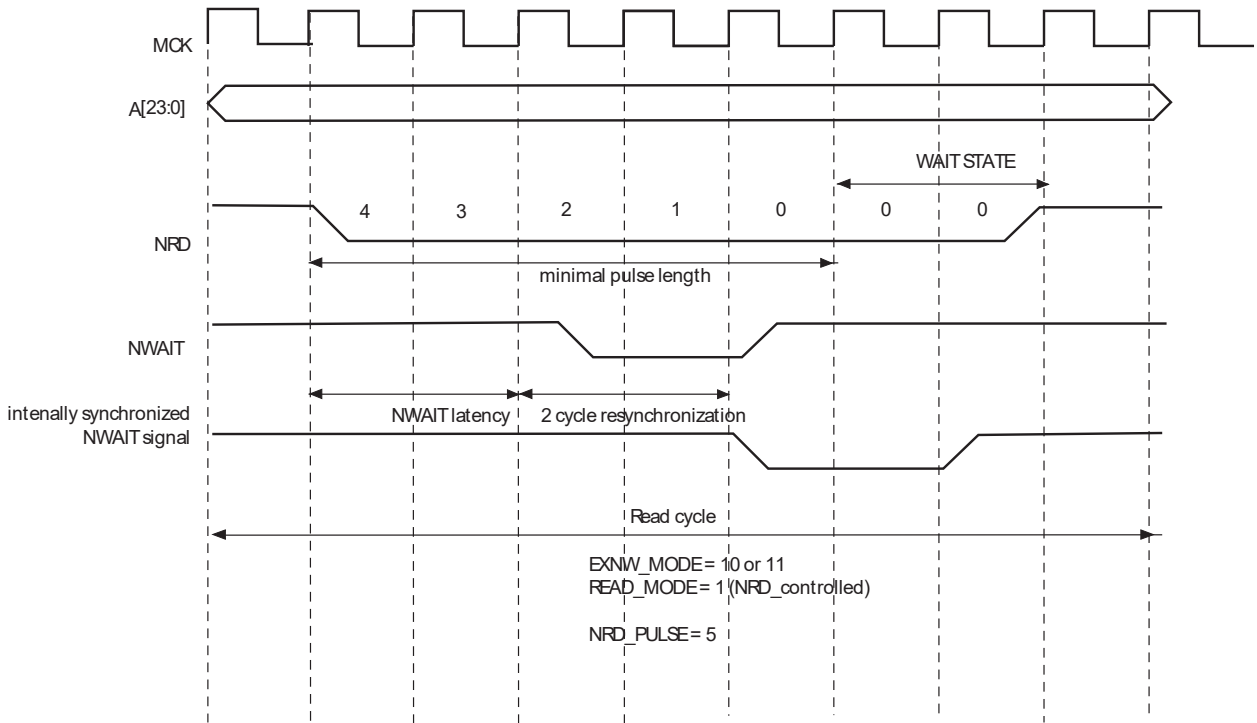 MCK
A[23:0]
WAIT STATE
4 3 2 1 0 0 0
NRD
minimal pulse length
NWAIT
intenally synchronized
NWAIT signal
NWAIT latency
2 cycle resynchronization
Read cycle
EXNW_MODE = 10 or 11
READ_MODE = 1 (NRD_controlled)
NRD_PULSE = 5